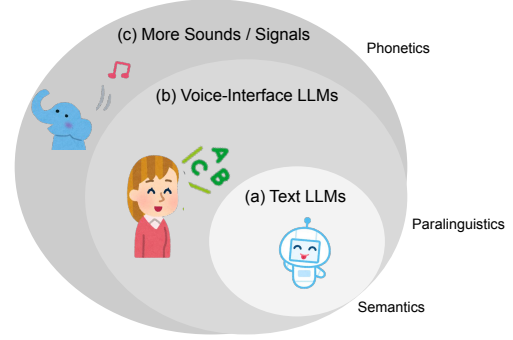 (c) More Sounds / Signals
Phonetics
(b) Voice-Interface LLMs
A
C B
(a) Text LLMs
Paralinguistics
Semantics